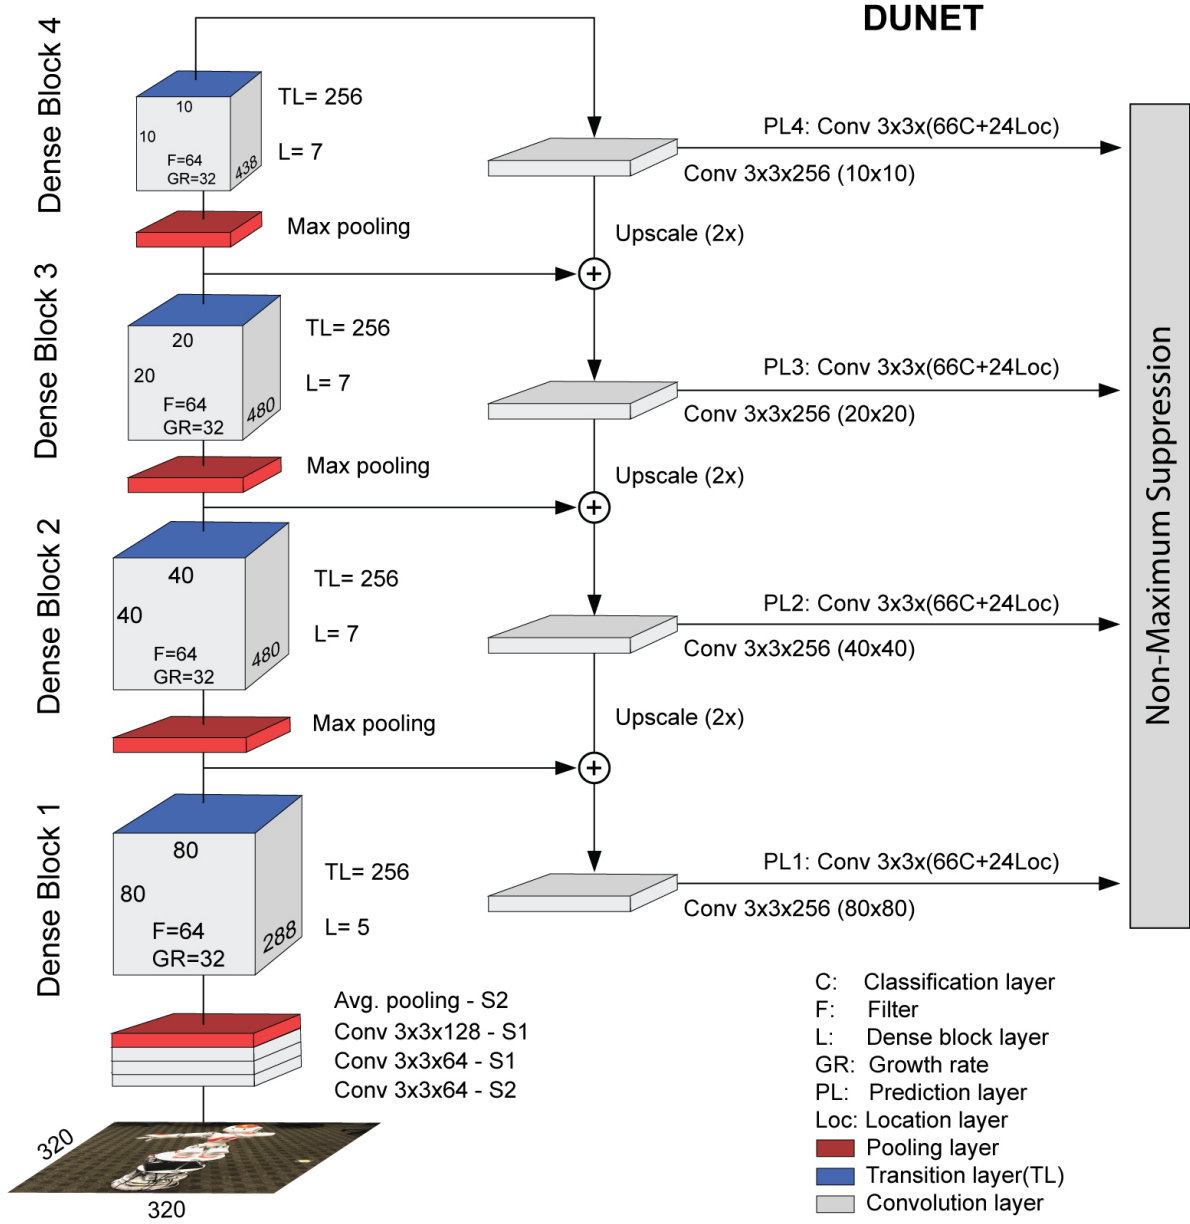 DUNET
Dense Block 4
10
10
F=64
GR=32
438
TL= 256
L= 7
PL4: Conv 3x3x(66C+24Loc)
Conv 3x3x256 (10x10)
Max pooling
Upscale (2x)
+
Dense Block 3
20
20
F=64
GR=32
480
TL= 256
L= 7
PL3: Conv 3x3x(66C+24Loc)
Conv 3x3x256 (20x20)
Max pooling
Upscale (2x)
+
Dense Block 2
40
40
F=64
GR=32
480
TL= 256
L= 7
PL2: Conv 3x3x(66C+24Loc)
Conv 3x3x256 (40x40)
Max pooling
Upscale (2x)
+
Dense Block 1
80
80
F=64
GR=32
288
TL= 256
L= 5
PL1: Conv 3x3x(66C+24Loc)
Conv 3x3x256 (80x80)
Non-Maximum Suppression
Avg. pooling - S2
Conv 3x3x128 - S1
Conv 3x3x64 - S1
Conv 3x3x64 - S2
320
320
C: Classification layer
F: Filter
L: Dense block layer
GR: Growth rate
PL: Prediction layer
Loc: Location layer
Pooling layer
Transition layer(TL)
Convolution layer